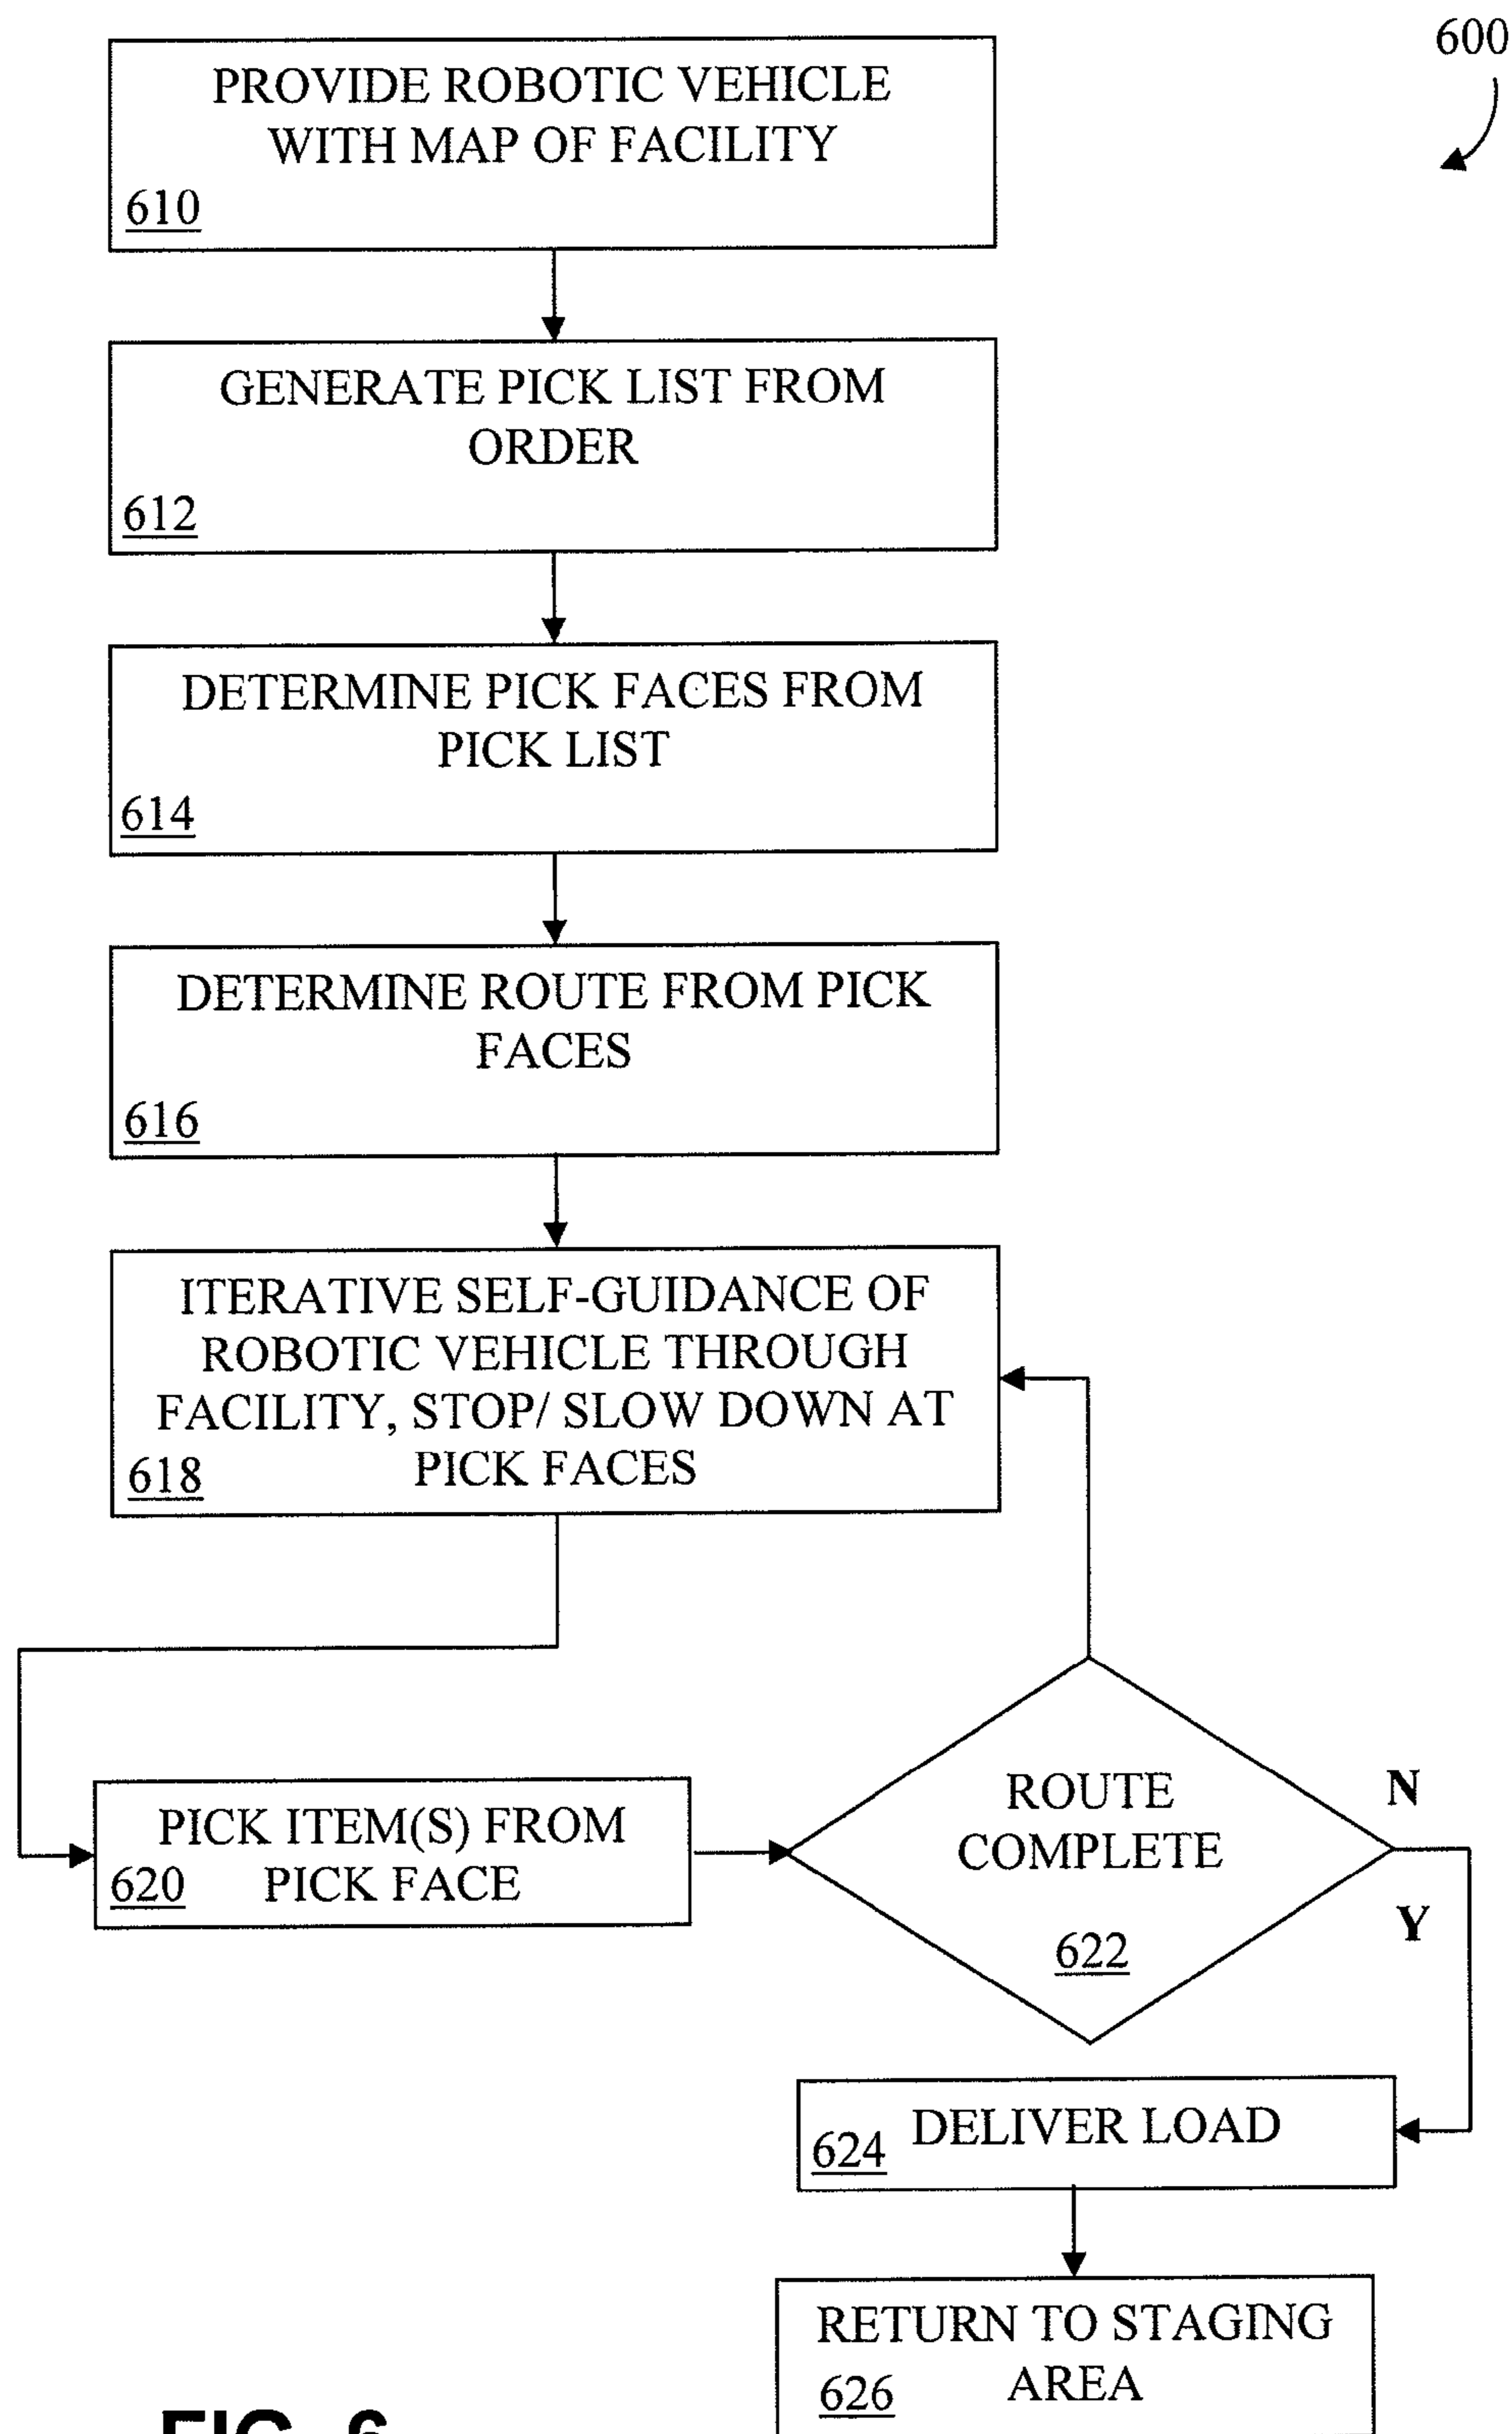 600
PROVIDE ROBOTIC VEHICLE
WITH MAP OF FACILITY
610
GENERATE PICK LIST FROM
ORDER
612
DETERMINE PICK FACES FROM
PICK LIST
614
DETERMINE ROUTE FROM PICK
FACES
616
ITERATIVE SELF-GUIDANCE OF
ROBOTIC VEHICLE THROUGH
FACILITY, STOP/ SLOW DOWN AT
PICK FACES
618
PICK ITEM(S) FROM
PICK FACE
620
ROUTE
COMPLETE
622
N
Y
DELIVER LOAD
624
RETURN TO STAGING
AREA
626
FIG. 6